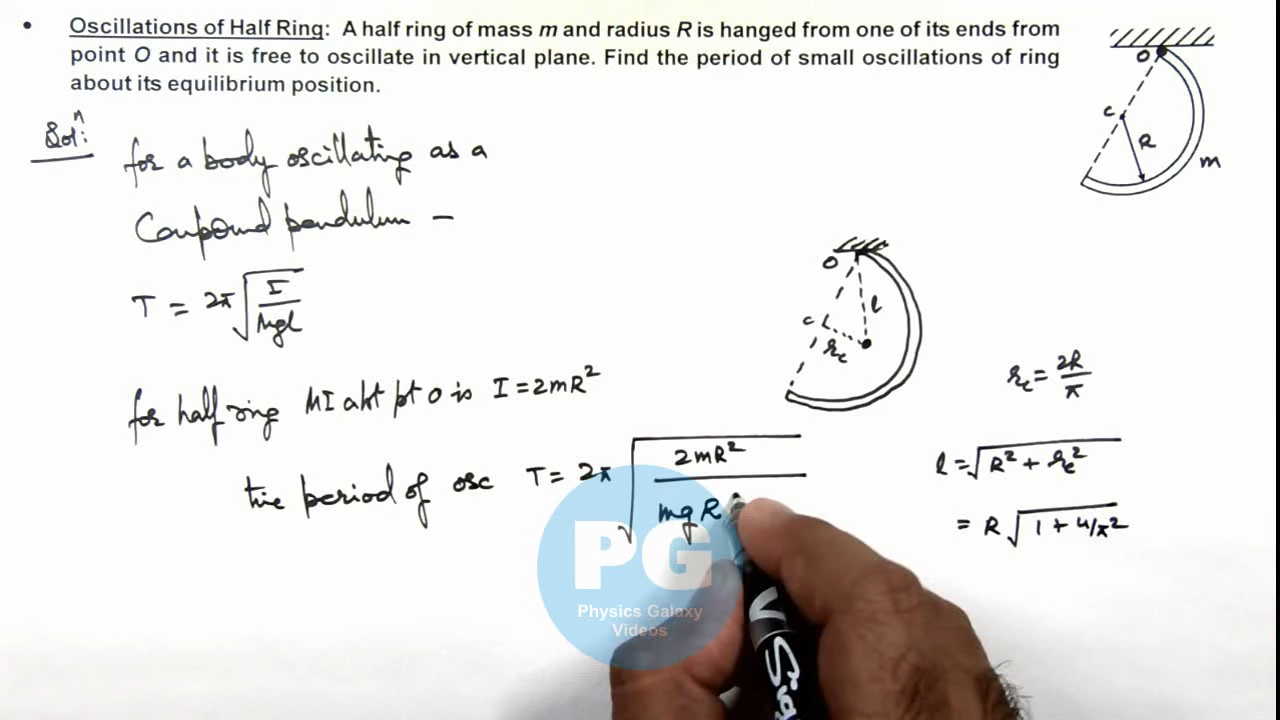 • Oscillations of Half Ring: A half ring of mass m and radius R is hanged from one of its ends from
point O and it is free to oscillate in vertical plane. Find the period of small oscillations of ring
about its equilibrium position.
O
C
R
m
Solⁿ:
for a body oscillating as a
Compound pendulum –
T = 2π√(I/Mgl)
O
l
C
r_c
r_c = 2R/π
for half ring MI abt pt O is I = 2mR²
the period of osc T = 2π√(2mR²/mgR
l = √(R² + r_c²)
= R√(1 + 4/π²)
PG
Physics Galaxy
Videos